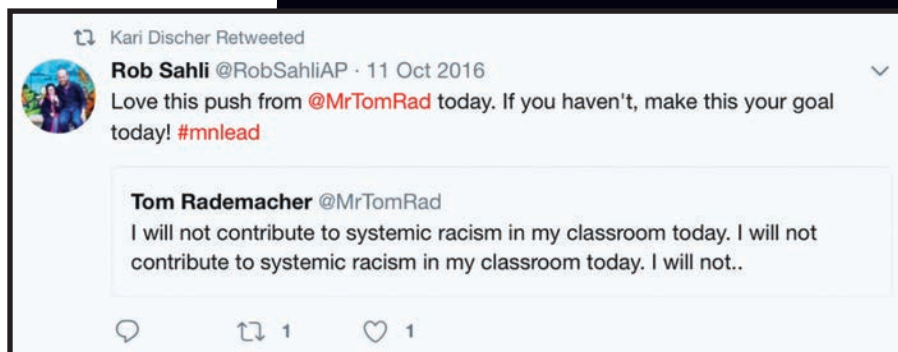 Kari Discher Retweeted
Rob Sahli @RobSahliAP · 11 Oct 2016
Love this push from @MrTomRad today. If you haven't, make this your goal
today! #mnlead
Tom Rademacher @MrTomRad
I will not contribute to systemic racism in my classroom today. I will not
contribute to systemic racism in my classroom today. I will not..
1 1